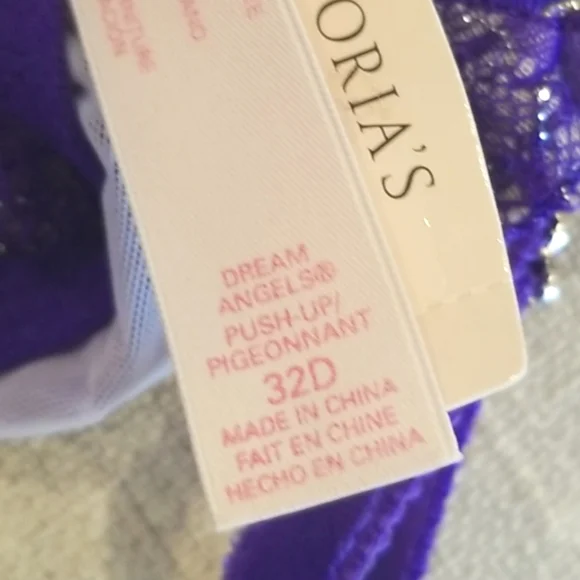 ORIA'S
DREAM
ANGELS®
PUSH-UP/
PIGEONNANT
32D
MADE IN CHINA
FAIT EN CHINE
HECHO EN CHINA